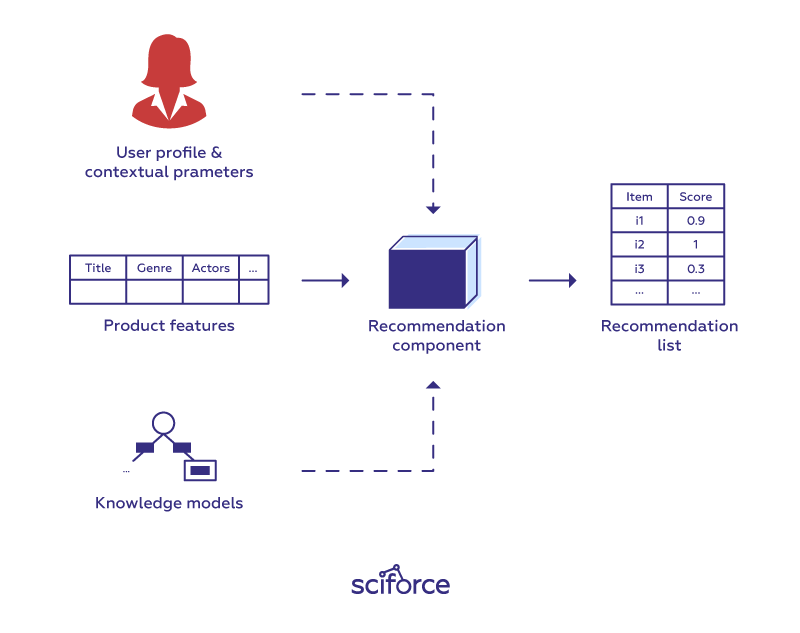 User profile &
contextual prameters
Title Genre Actors ...
Product features
Knowledge models
...
Recommendation
component
Item Score
i1 0.9
i2 1
i3 0.3
... ...
Recommendation
list
sciforce